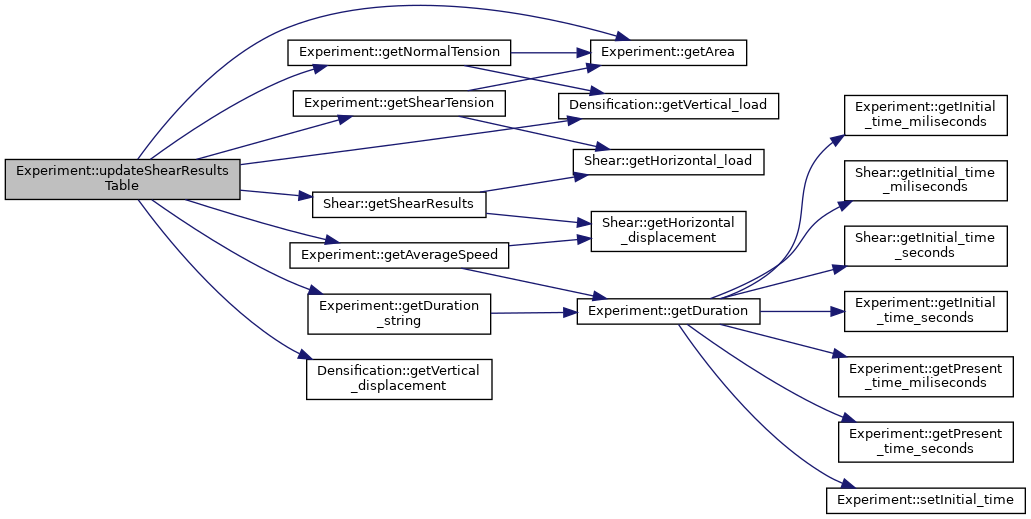 Experiment::updateShearResults
Table
Experiment::getNormalTension
Experiment::getShearTension
Shear::getShearResults
Experiment::getAverageSpeed
Experiment::getDuration
_string
Densification::getVertical
_displacement
Experiment::getArea
Densification::getVertical_load
Shear::getHorizontal_load
Shear::getHorizontal
_displacement
Experiment::getDuration
Experiment::getInitial
_time_miliseconds
Shear::getInitial_time
_miliseconds
Shear::getInitial_time
_seconds
Experiment::getInitial
_time_seconds
Experiment::getPresent
_time_miliseconds
Experiment::getPresent
_time_seconds
Experiment::setInitial_time